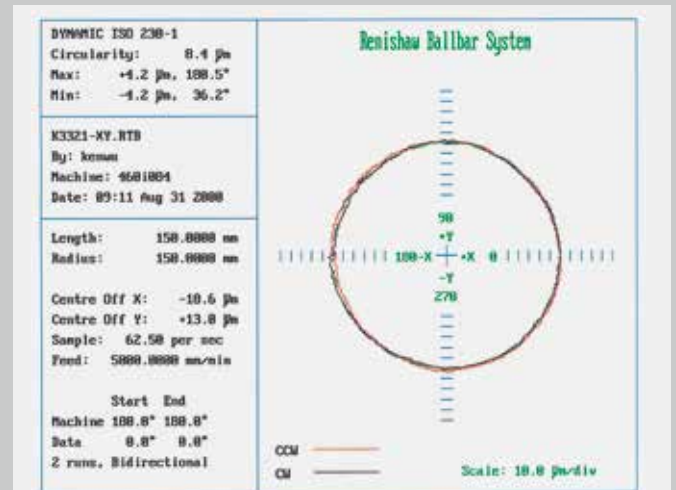 DYNAMIC ISO 230-1
Circularity: 8.4 µm
Max: +4.2 µm, 180.5°
Min: -4.2 µm, 36.2°
K3321-XY.RTB
By:
Machine: 460i004
Date: 09:11 Aug 31 2000
Length: 150.0000 mm
Radius: 150.0000 mm
Centre Off X: -10.6 µm
Centre Off Y: +13.0 µm
Sample: 62.50 per sec
Feed: 5000.0000 mm/min
Start End
Machine 180.0° 180.0°
Data 0.0° 0.0°
2 runs, Bidirectional
Renishaw Ballbar System
90
+Y
180-X +X 0
-Y
270
CCW
CW
Scale: 10.0 µm/div